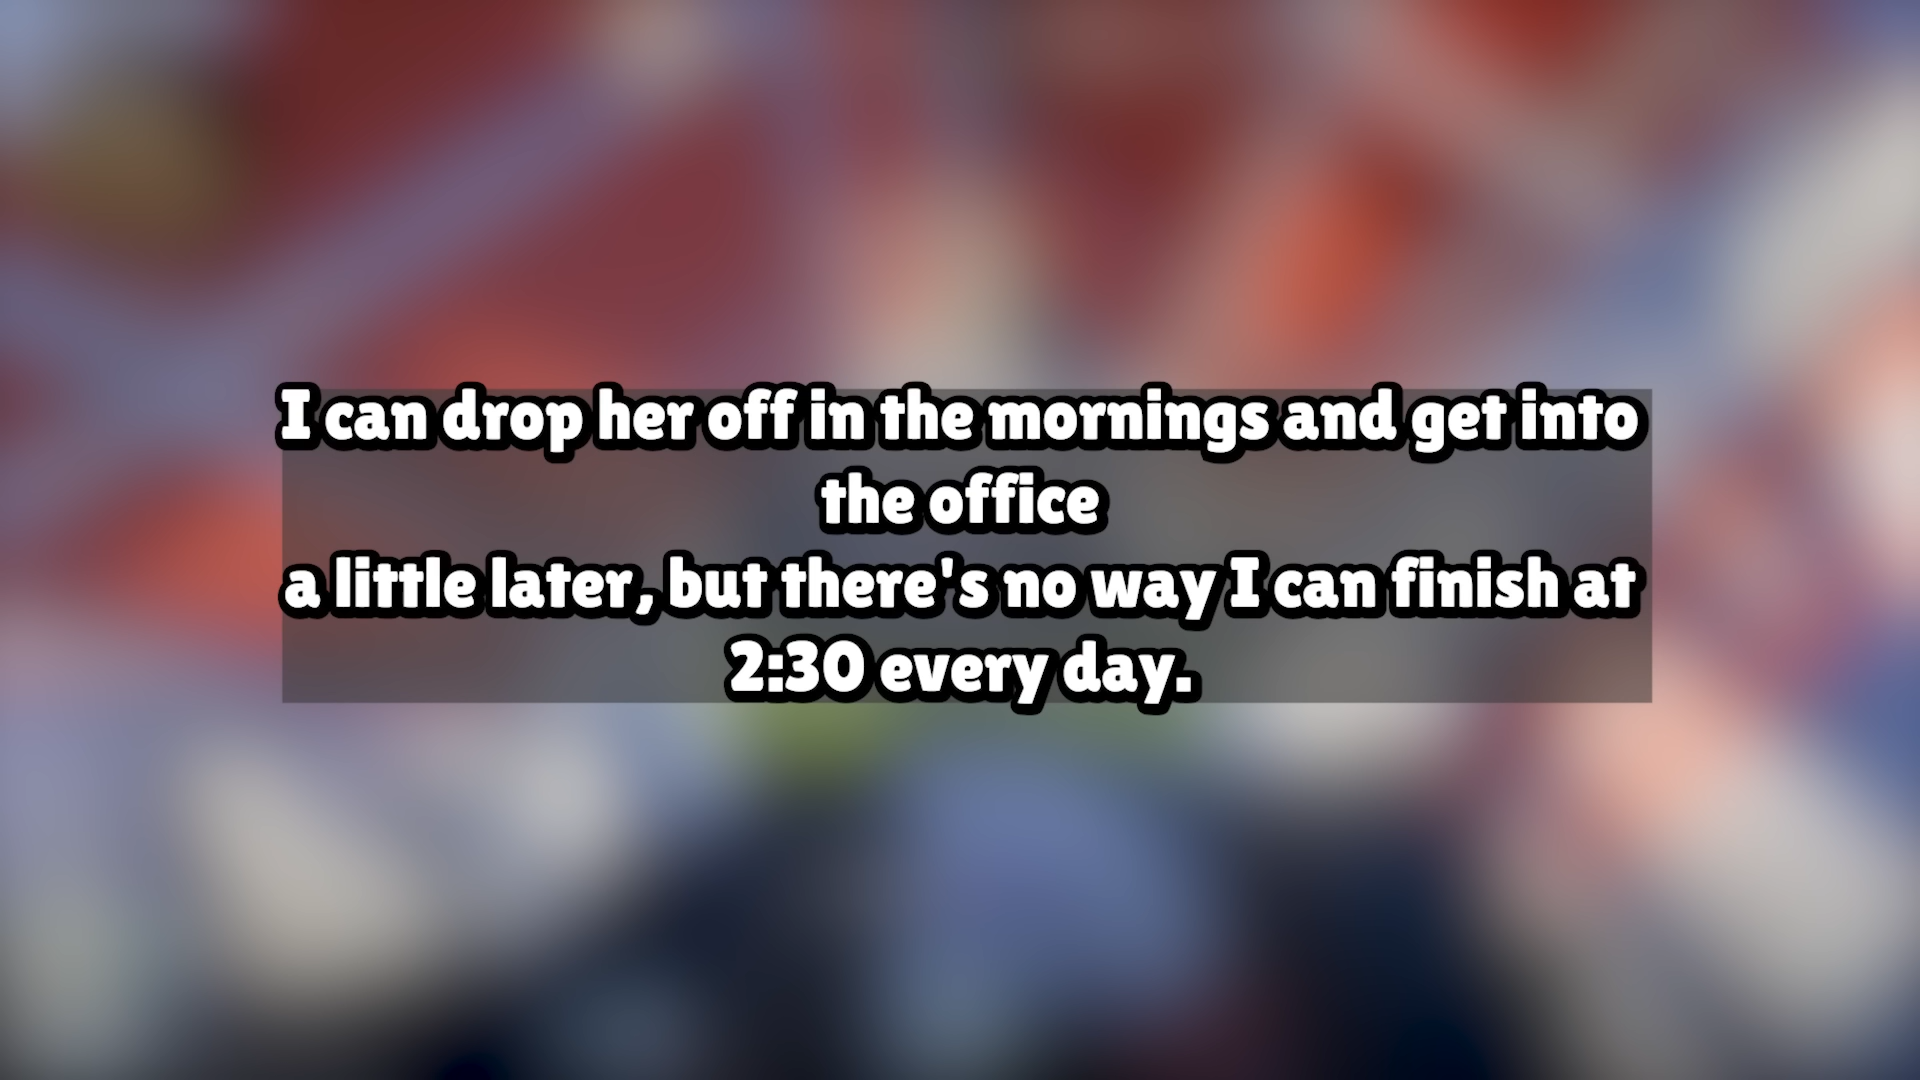 I can drop her off in the mornings and get into
the office
a little later, but there's no way I can finish at
2:30 every day.